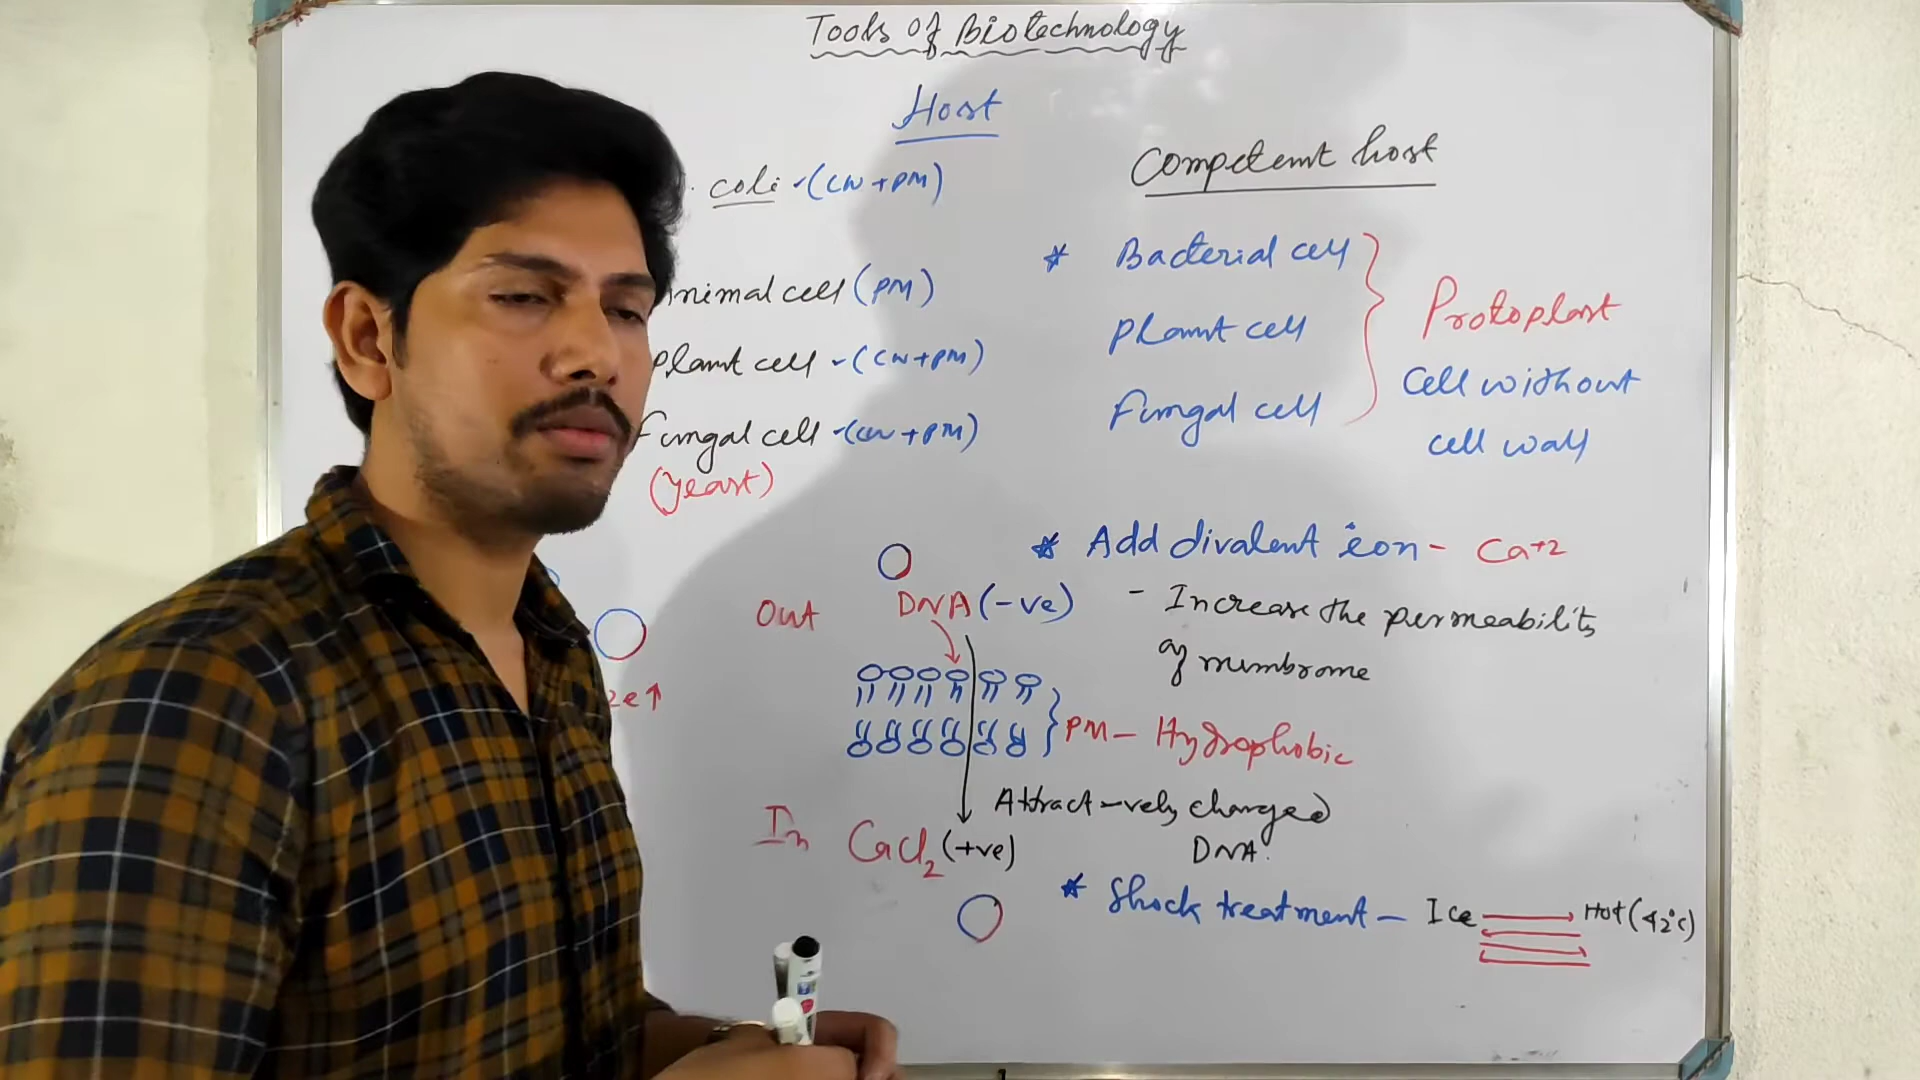 Tools Of Biotechnology
Host
. coli - (CW + PM)
nimal cell (PM)
Plant cell - (CW + PM)
Fungal cell - (CW + PM)
(Yeast)
ze ↑
Out
DNA (-ve)
PM - Hydrophobic
Attract -vely charged
DNA.
In CaCl2 (+ve)
Competent host
* Bacterial cell
Plant cell
Fungal cell
Protoplast
Cell without
cell wall
* Add divalent ion - Ca+2
- Increase the permeability
of membrane
* Shock treatment - Ice Hot (42°C)